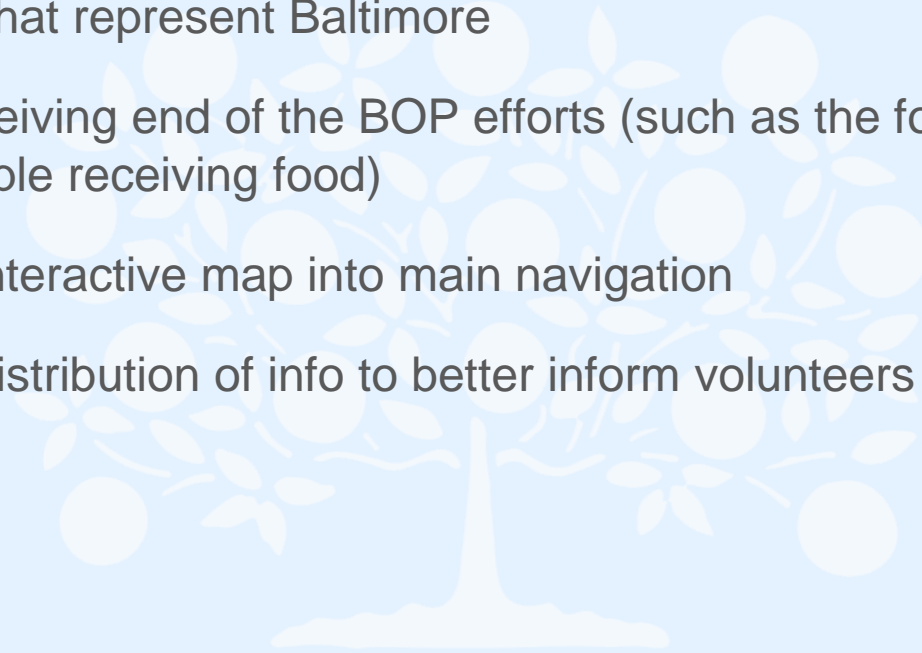 hat represent Baltimore
eiving end of the BOP efforts (such as the fo
ple receiving food)
nteractive map into main navigation
istribution of info to better inform volunteers